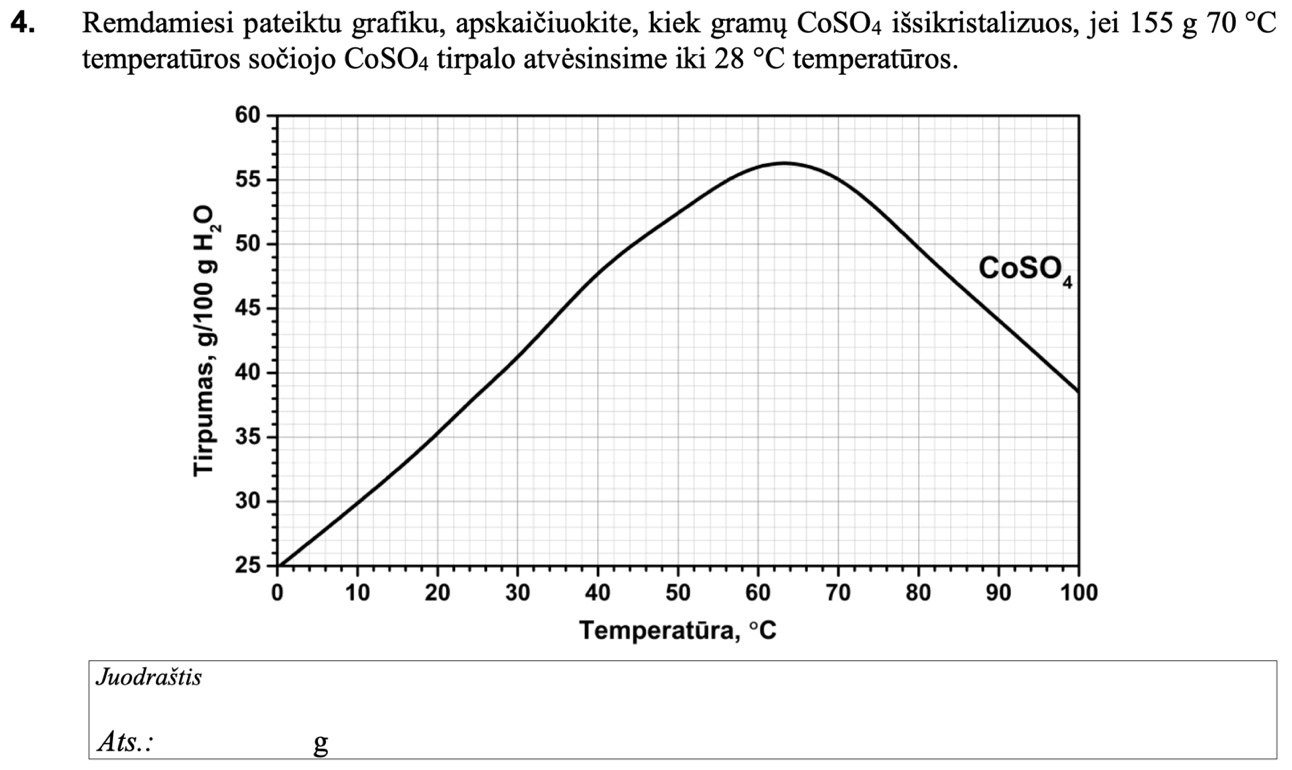 4. Remdamiesi pateiktu grafiku, apskaičiuokite, kiek gramų CoSO₄ išsikristalizuos, jei 155 g 70 °C
temperatūros sočiojo CoSO₄ tirpalo atvėsinsime iki 28 °C temperatūros.
60
55
50
45
40
35
30
25
Tirpumas, g/100 g H₂O
CoSO₄
0 10 20 30 40 50 60 70 80 90 100
Temperatūra, °C
Juodraštis
Ats.: g